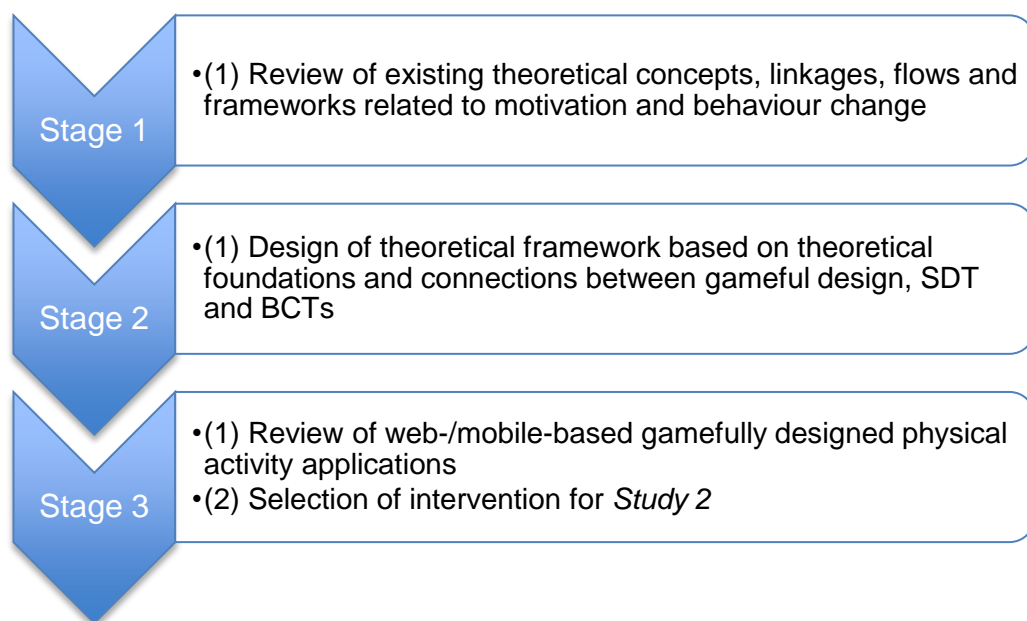 Stage 1
•(1) Review of existing theoretical concepts, linkages, flows and
frameworks related to motivation and behaviour change
Stage 2
•(1) Design of theoretical framework based on theoretical
foundations and connections between gameful design, SDT
and BCTs
Stage 3
•(1) Review of web-/mobile-based gamefully designed physical
activity applications
•(2) Selection of intervention for Study 2